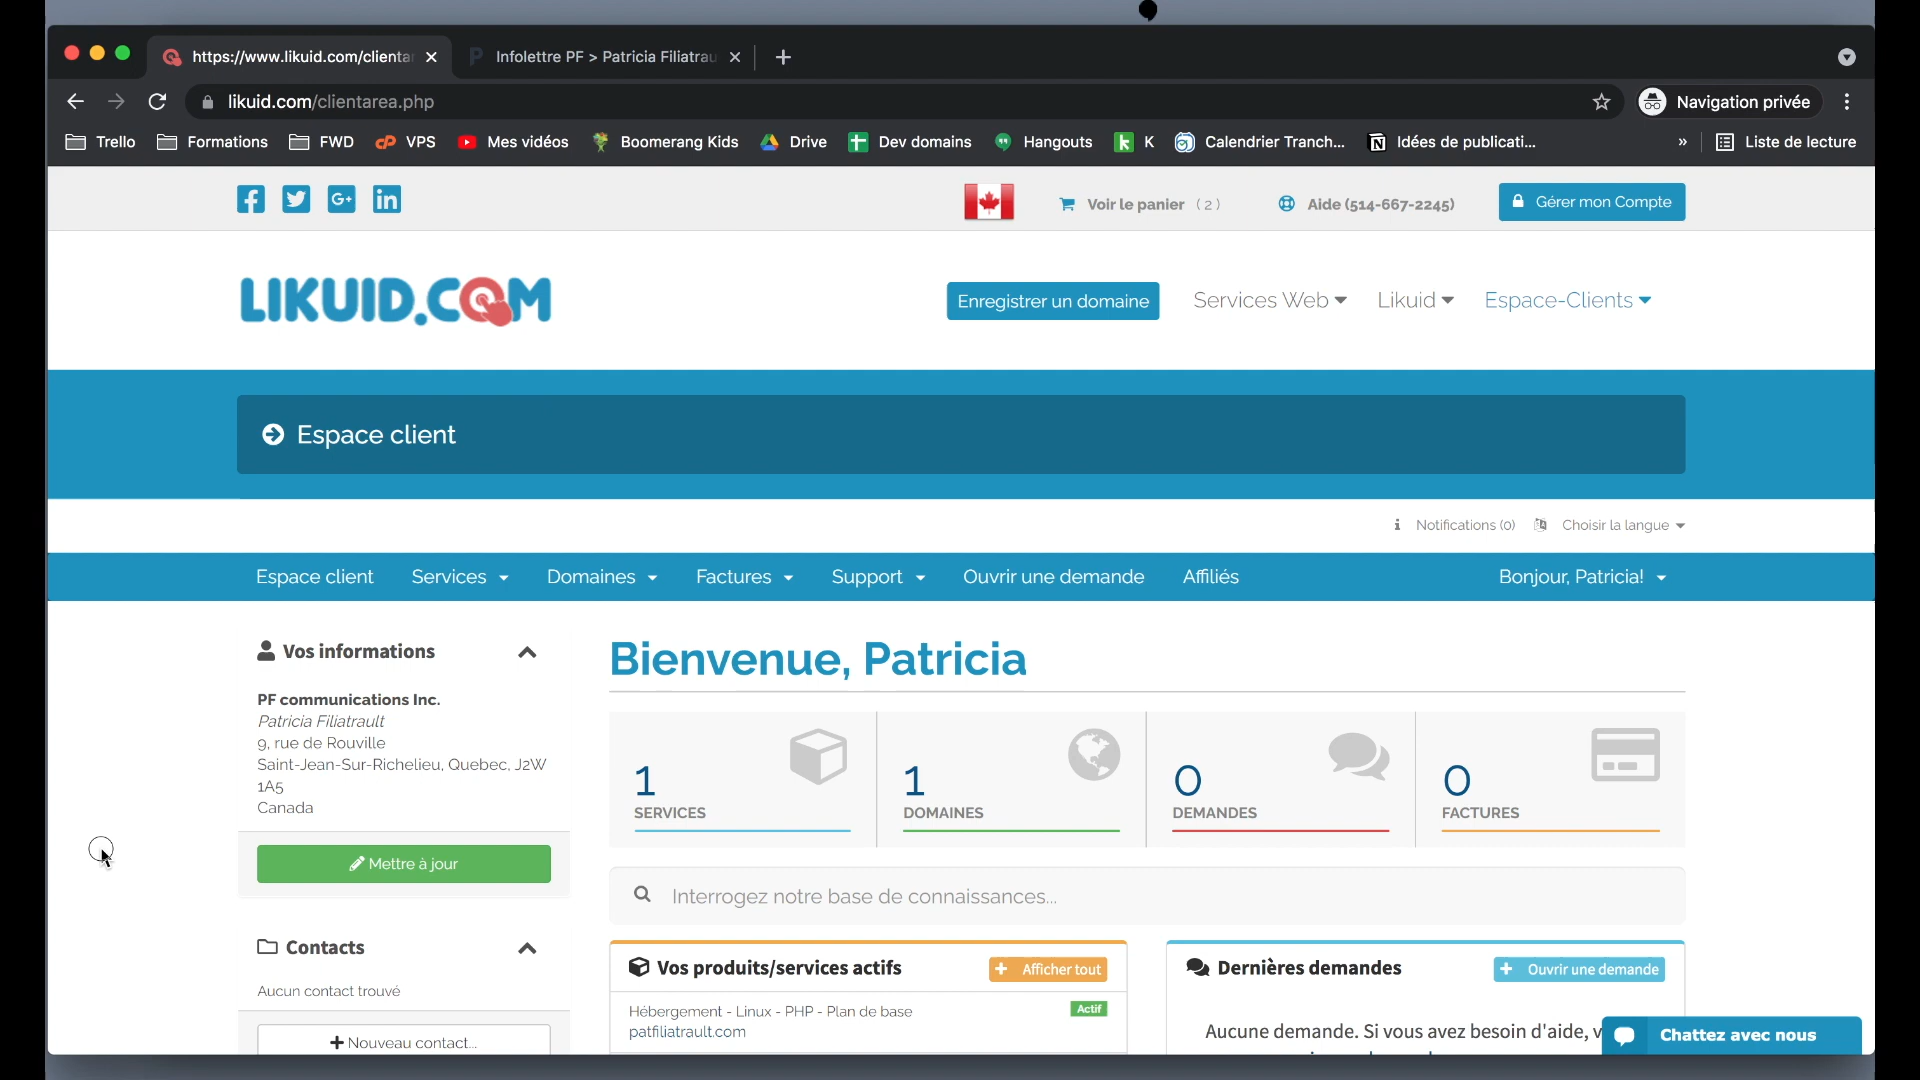 https://www.likuid.com/clienta
Infolettre PF > Patricia Filiatrau
likuid.com/clientarea.php
Navigation privée
Trello
Formations
FWD
VPS
Mes vidéos
Boomerang Kids
Drive
Dev domains
Hangouts
K
Calendrier Tranch...
Idées de publicati...
»
Liste de lecture
Voir le panier ( 2 )
Aide (514-667-2245)
Gérer mon Compte
LIKUID.COM
Enregistrer un domaine
Services Web
Likuid
Espace-Clients
Espace client
Notifications (0)
Choisir la langue
Espace client
Services
Domaines
Factures
Support
Ouvrir une demande
Affiliés
Bonjour, Patricia!
Vos informations
PF communications Inc.
Patricia Filiatrault
9, rue de Rouville
Saint-Jean-Sur-Richelieu, Quebec, J2W
1A5
Canada
Mettre à jour
Contacts
Aucun contact trouvé
Nouveau contact...
Bienvenue, Patricia
1
SERVICES
1
DOMAINES
0
DEMANDES
0
FACTURES
Interrogez notre base de connaissances...
Vos produits/services actifs
+ Afficher tout
Hébergement - Linux - PHP - Plan de base
Actif
patfiliatrault.com
Dernières demandes
+ Ouvrir une demande
Aucune demande. Si vous avez besoin d'aide, v
Chattez avec nous